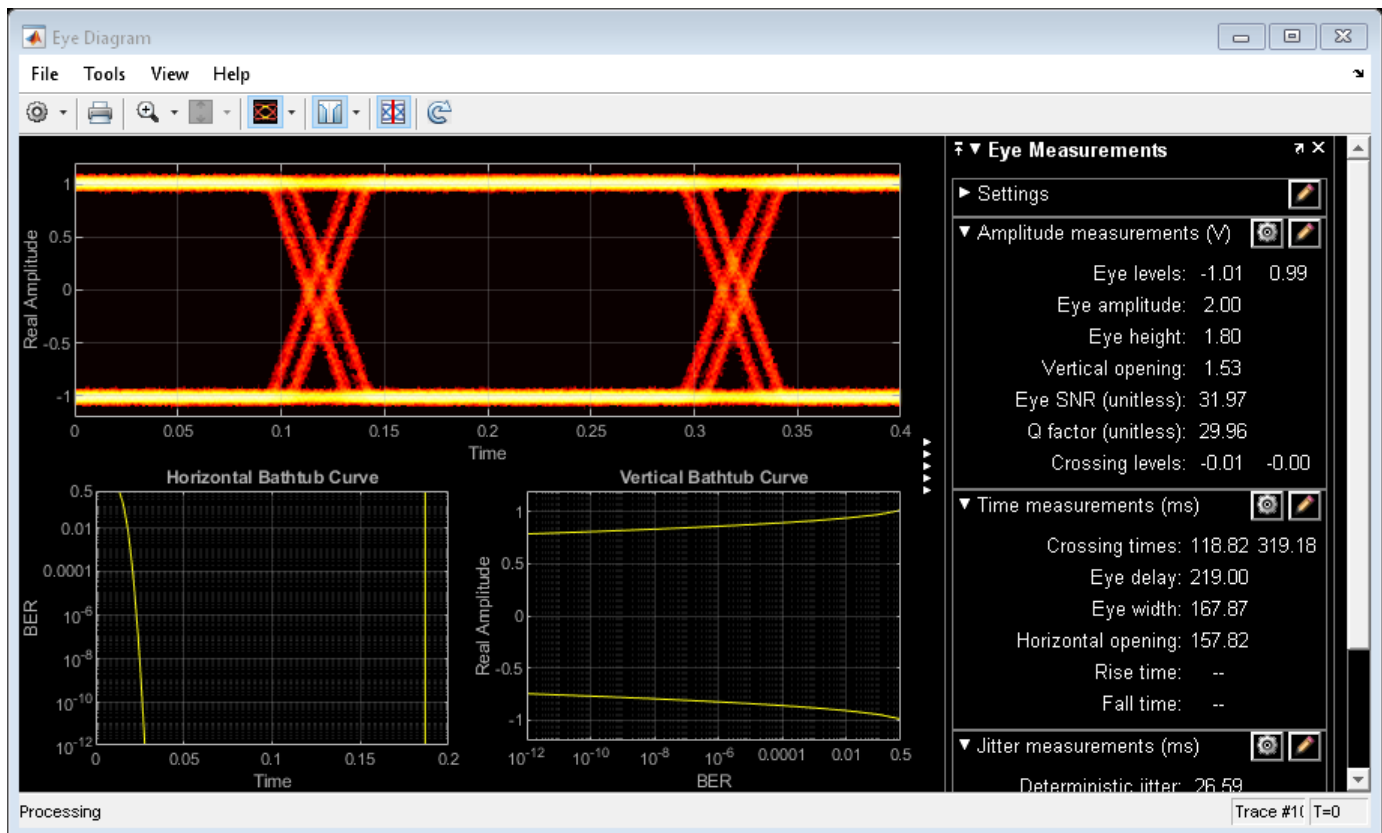 Eye Diagram
File Tools View Help
Real Amplitude
1
0.5
0
-0.5
-1
0 0.05 0.1 0.15 0.2 0.25 0.3 0.35 0.4
Time
Horizontal Bathtub Curve
BER
0.5
0.01
0.0001
10^-6
10^-8
10^-10
10^-12
0 0.05 0.1 0.15 0.2
Time
Vertical Bathtub Curve
Real Amplitude
1
0.5
0
-0.5
-1
10^-12 10^-10 10^-8 10^-6 0.0001 0.01 0.5
BER
Eye Measurements
Settings
Amplitude measurements (V)
Eye levels: -1.01 0.99
Eye amplitude: 2.00
Eye height: 1.80
Vertical opening: 1.53
Eye SNR (unitless): 31.97
Q factor (unitless): 29.96
Crossing levels: -0.01 -0.00
Time measurements (ms)
Crossing times: 118.82 319.18
Eye delay: 219.00
Eye width: 167.87
Horizontal opening: 157.82
Rise time: --
Fall time: --
Jitter measurements (ms)
Deterministic jitter: 26.59
Processing
Trace #1( T=0